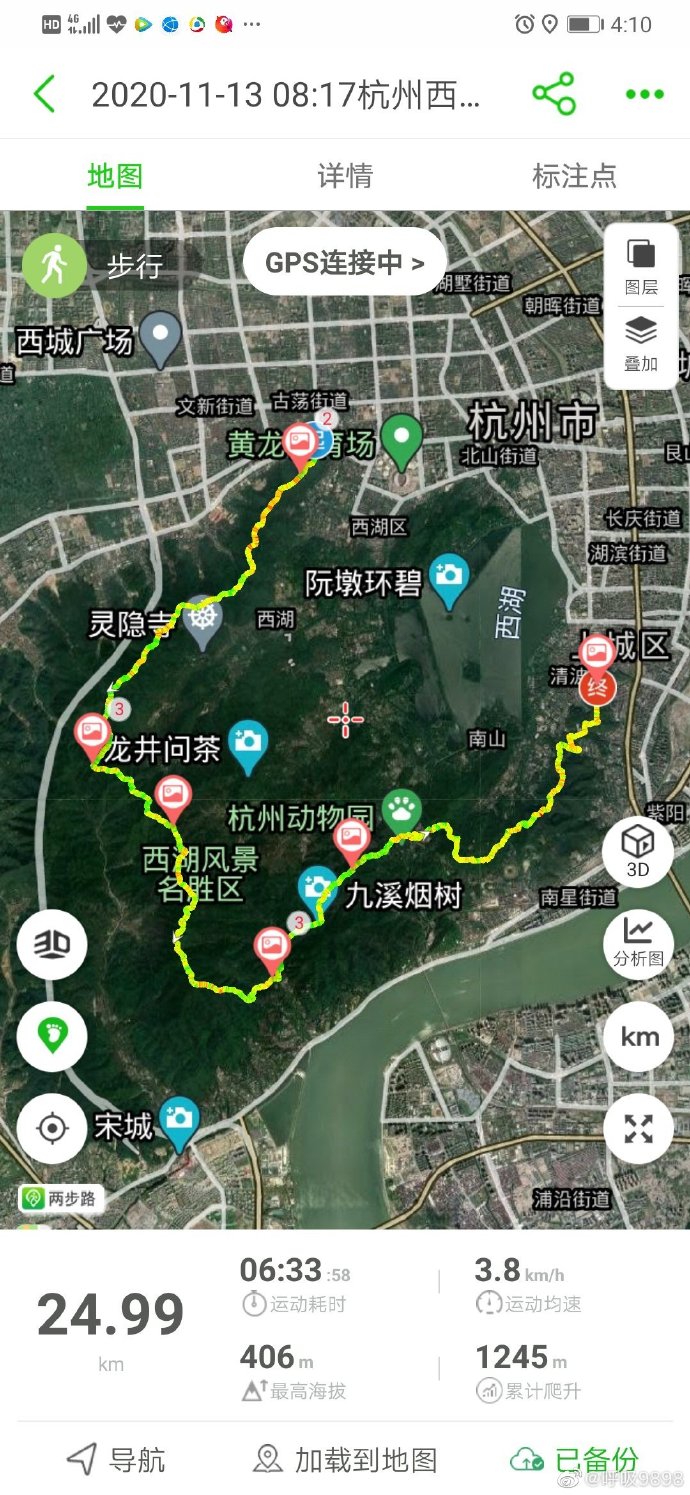 HD 4G 4:10
2020-11-13 08:17杭州西...
地图 详情 标注点
步行 GPS连接中 >
图层
叠加
湖墅街道
朝晖街道
西城广场
文新街道 古荡街道
2
杭州市
黄龙 育场
北山街道
长庆街道
西湖区
湖滨街道
阮墩环碧
西湖
灵隐寺
西湖
上城区
清波
终
3
南山
龙井问茶
杭州动物园
紫阳
3D
西湖风景
名胜区
九溪烟树
南星街道
3
3D
分析图
km
宋城
两步路
浦沿街道
24.99
km
06:33:58
运动耗时
3.8 km/h
运动均速
406 m
最高海拔
1245 m
累计爬升
导航 加载到地图 已备份
@呼吸9898